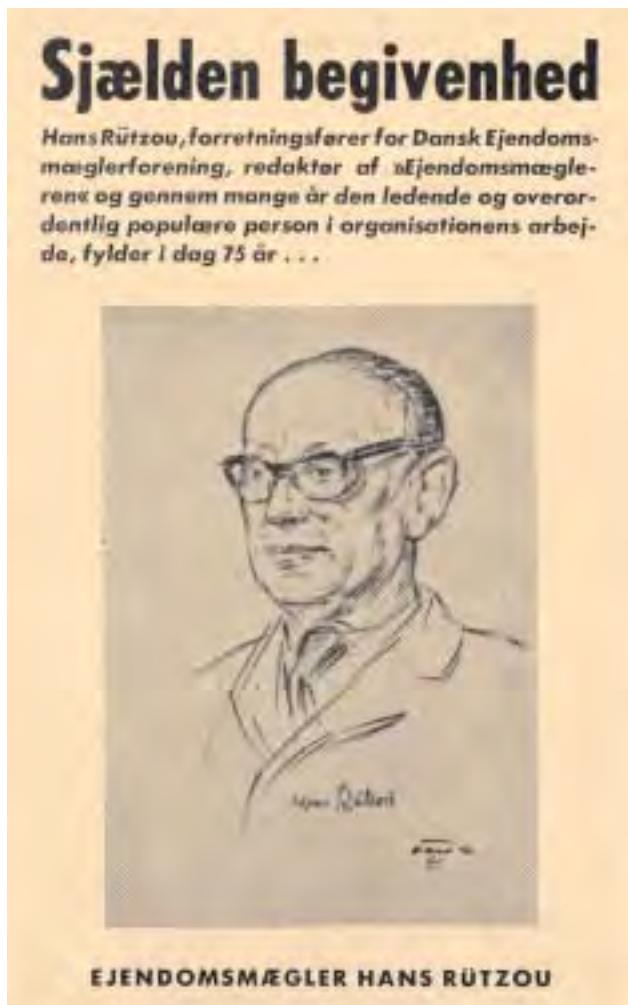 Sjælden begivenhed
Hans Rützou, forretningsfører for Dansk Ejendoms-
mæglerforening, redaktør af »Ejendomsmægle-
ren« og gennem mange år den ledende og overor-
dentlig populære person i organisationens arbej-
de, fylder i dag 75 år . . .
Hans Rützou
EJENDOMSMÆGLER HANS RÜTZOU